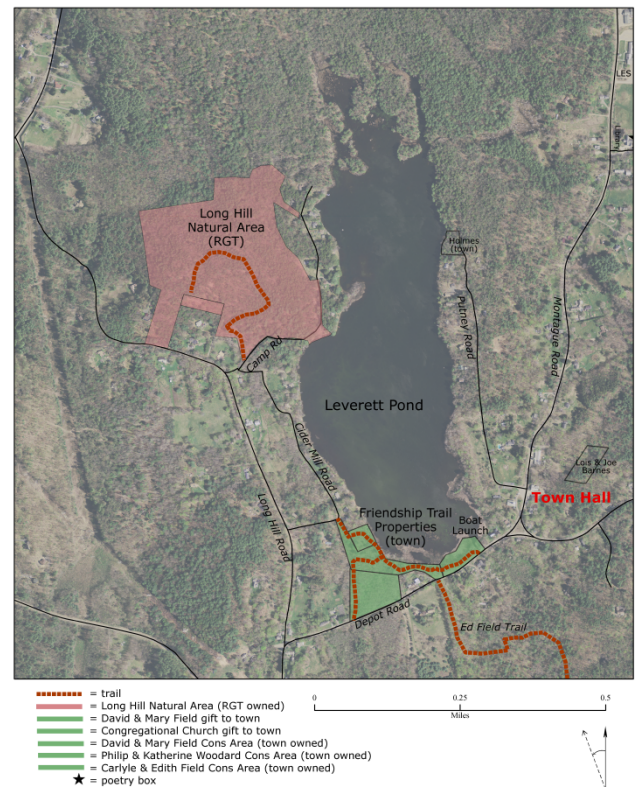 LES
Library
Long Hill
Natural Area
(RGT)
Holmes
(town)
Putney Road
Montague Road
Camp Rd
Leverett Pond
Cider Mill Road
Lois & Joe
Barnes
Town Hall
Long Hill Road
Friendship Trail
Properties
(town)
Boat
Launch
Depot Road
Ed Field Trail
= trail
= Long Hill Natural Area (RGT owned)
= David & Mary Field gift to town
= Congregational Church gift to town
= David & Mary Field Cons Area (town owned)
= Philip & Katherine Woodard Cons Area (town owned)
= Carlyle & Edith Field Cons Area (town owned)
= poetry box
0 0.25 0.5
Miles